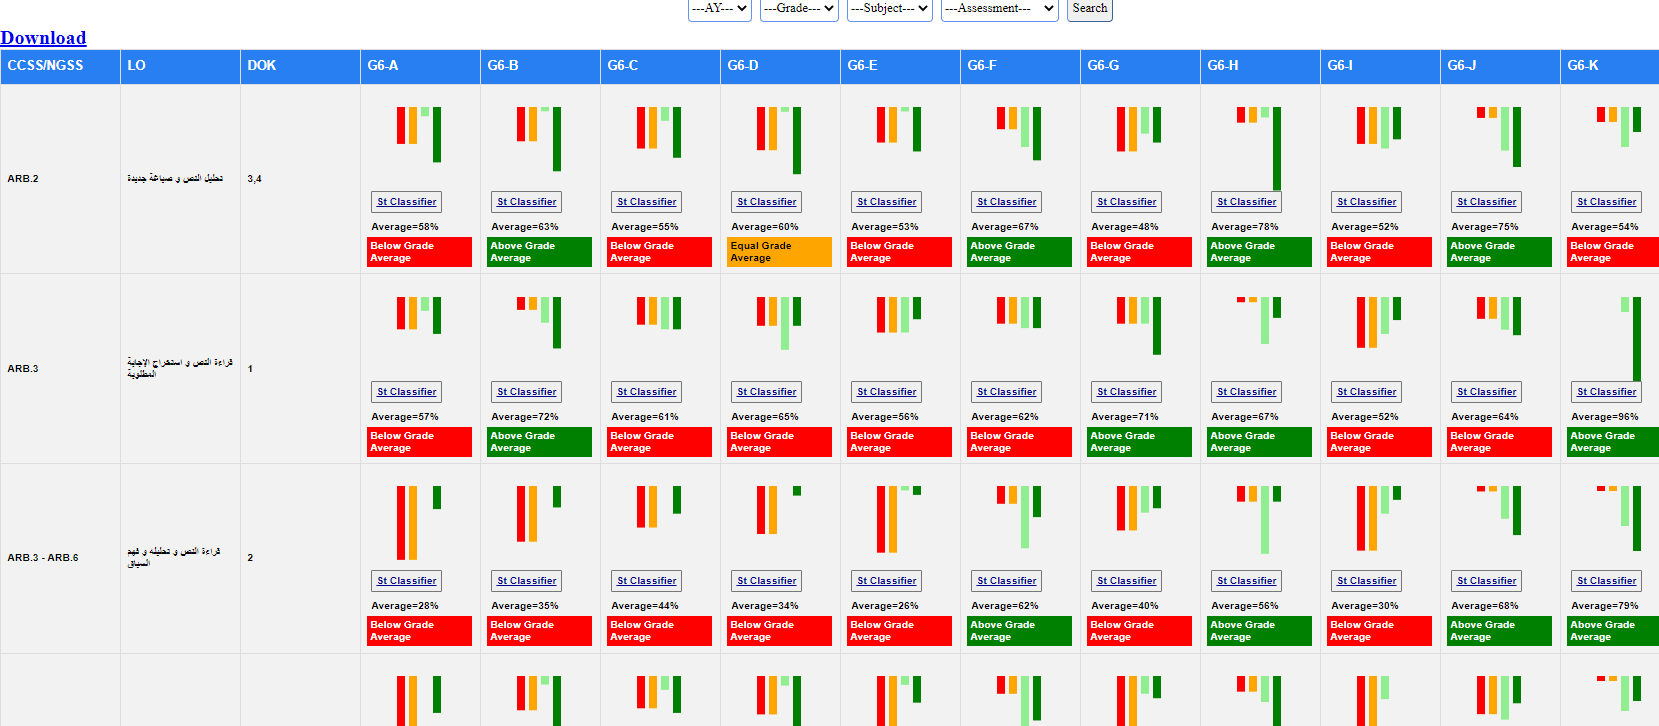 ---AY--- ---Grade--- ---Subject--- ---Assessment--- Search
Download
CCSS/NGSS LO DOK G6-A G6-B G6-C G6-D G6-E G6-F G6-G G6-H G6-I G6-J G6-K
ARB.2 تحليل النص و صياغة جديدة 3,4
St Classifier St Classifier St Classifier St Classifier St Classifier St Classifier St Classifier St Classifier St Classifier St Classifier St Classifier
Average=58% Average=63% Average=55% Average=60% Average=53% Average=67% Average=48% Average=78% Average=52% Average=75% Average=54%
Below Grade Above Grade Below Grade Equal Grade Below Grade Above Grade Below Grade Above Grade Below Grade Above Grade Below Grade
Average Average Average Average Average Average Average Average Average Average Average
ARB.3 قراءة النص و استخراج الإجابة 1
المطلوبة
St Classifier St Classifier St Classifier St Classifier St Classifier St Classifier St Classifier St Classifier St Classifier St Classifier St Classifier
Average=57% Average=72% Average=61% Average=65% Average=56% Average=62% Average=71% Average=67% Average=52% Average=64% Average=96%
Below Grade Above Grade Below Grade Below Grade Below Grade Below Grade Above Grade Above Grade Below Grade Below Grade Above Grade
Average Average Average Average Average Average Average Average Average Average Average
ARB.3 - ARB.6 قراءة النص و تحليله و فهم 2
السياق
St Classifier St Classifier St Classifier St Classifier St Classifier St Classifier St Classifier St Classifier St Classifier St Classifier St Classifier
Average=28% Average=35% Average=44% Average=34% Average=26% Average=62% Average=40% Average=56% Average=30% Average=68% Average=79%
Below Grade Below Grade Below Grade Below Grade Below Grade Above Grade Below Grade Above Grade Below Grade Above Grade Above Grade
Average Average Average Average Average Average Average Average Average Average Average